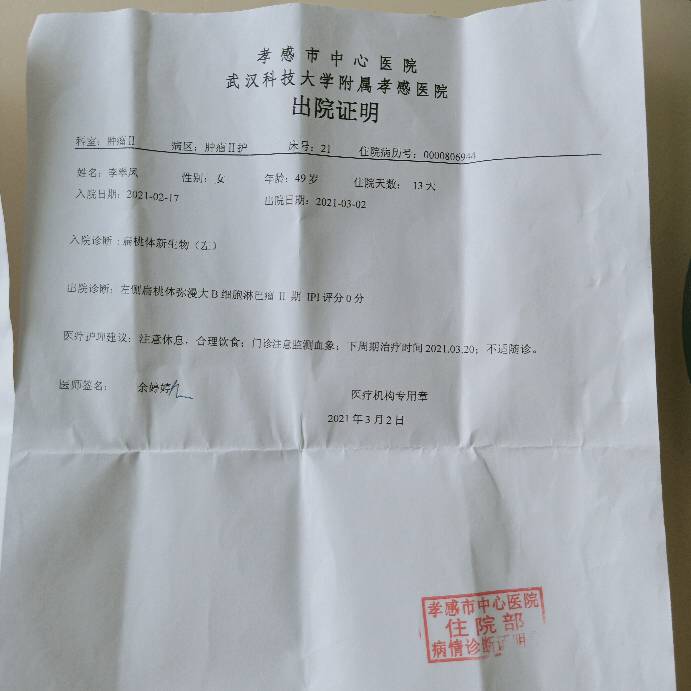 孝感市中心医院
武汉科技大学附属孝感医院
出院证明
科室：肿瘤II 病区：肿瘤II护 床号：21 住院病历号：0000806944
姓名：李翠凤 性别：女 年龄：49岁 住院天数：13天
入院日期：2021-02-17 出院日期：2021-03-02
入院诊断：扁桃体新生物（左）
出院诊断：左侧扁桃体弥漫大B细胞淋巴瘤 II 期 IPI评分0分
医疗护理建议：注意休息，合理饮食；门诊注意监测血象；下周期治疗时间2021.03.20；不适随诊。
医师签名： 余婷婷 医疗机构专用章
2021年3月2日
孝感市中心医院
住院部
病情诊断证明